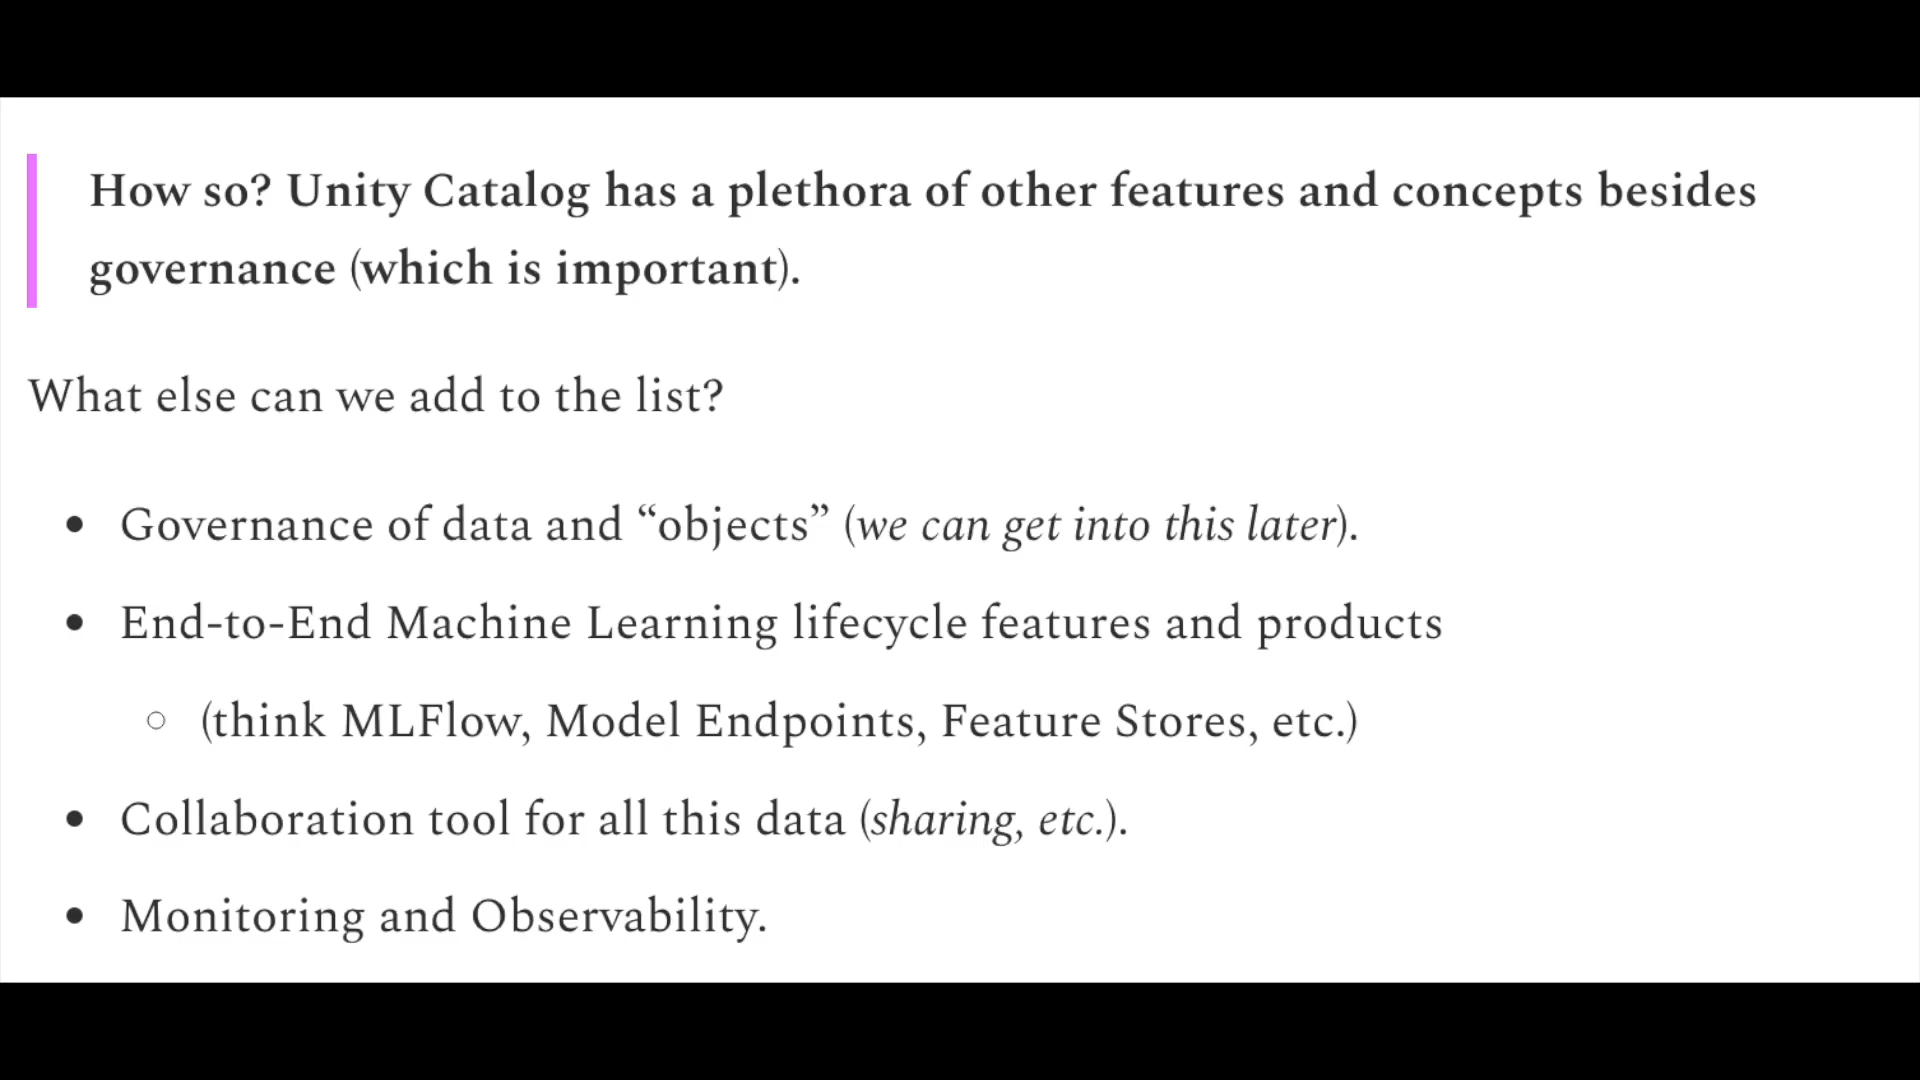 How so? Unity Catalog has a plethora of other features and concepts besides
governance (which is important).
What else can we add to the list?
• Governance of data and “objects” (we can get into this later).
• End-to-End Machine Learning lifecycle features and products
◦ (think MLFlow, Model Endpoints, Feature Stores, etc.)
• Collaboration tool for all this data (sharing, etc.).
• Monitoring and Observability.